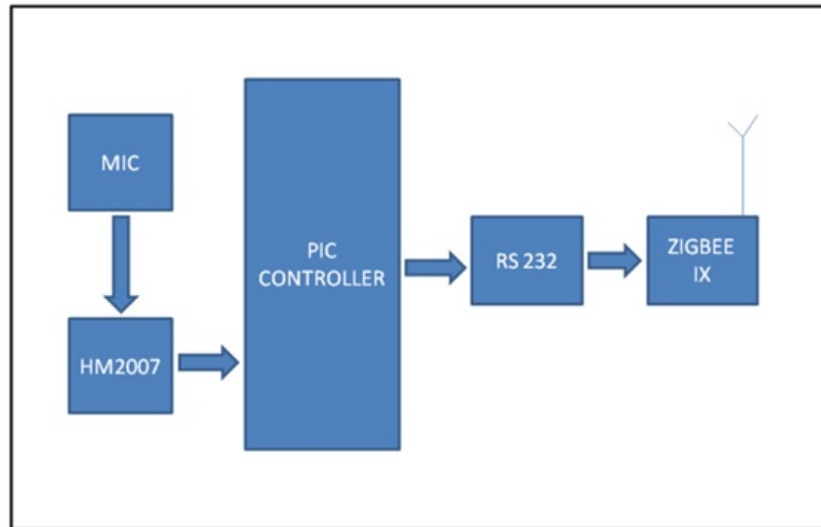 MIC
HM2007
PIC
CONTROLLER
RS 232
ZIGBEE
IX